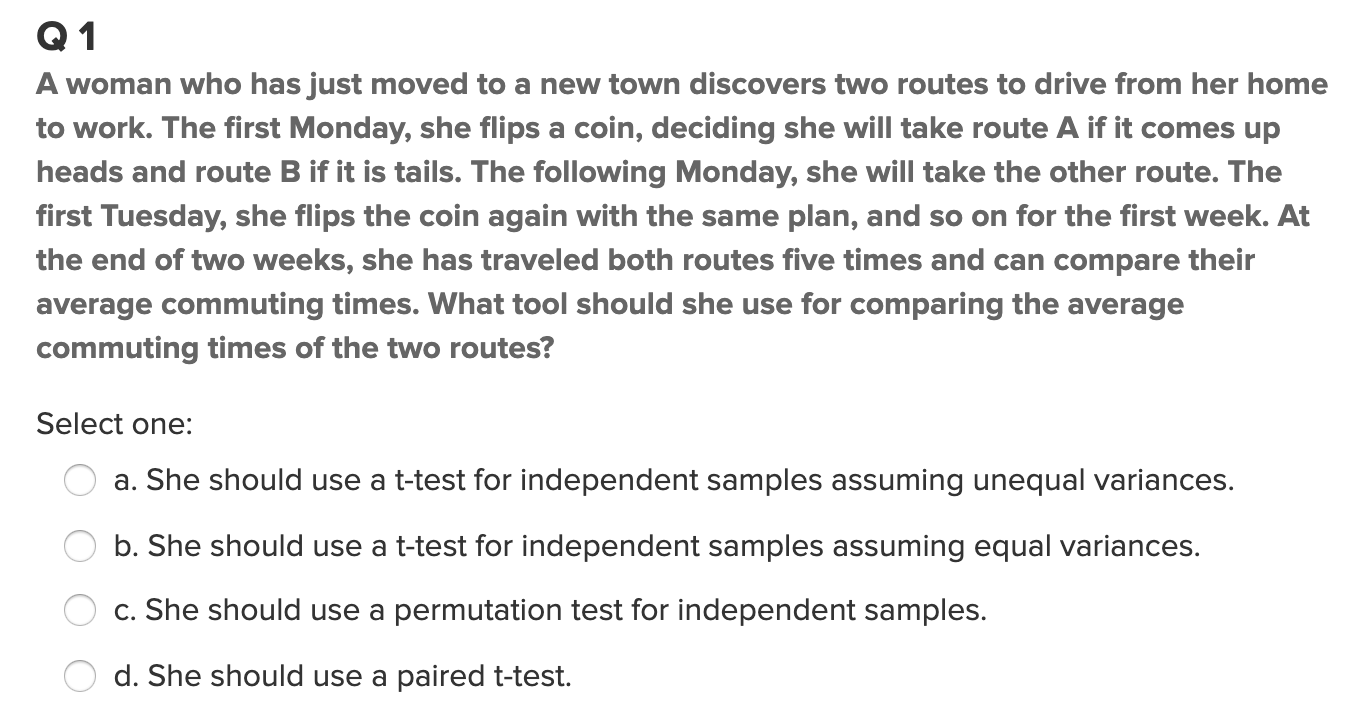 Q 1
A woman who has just moved to a new town discovers two routes to drive from her home
to work. The first Monday, she flips a coin, deciding she will take route A if it comes up
heads and route B if it is tails. The following Monday, she will take the other route. The
first Tuesday, she flips the coin again with the same plan, and so on for the first week. At
the end of two weeks, she has traveled both routes five times and can compare their
average commuting times. What tool should she use for comparing the average
commuting times of the two routes?
Select one:
a. She should use a t-test for independent samples assuming unequal variances.
b. She should use a t-test for independent samples assuming equal variances.
c. She should use a permutation test for independent samples.
d. She should use a paired t-test.